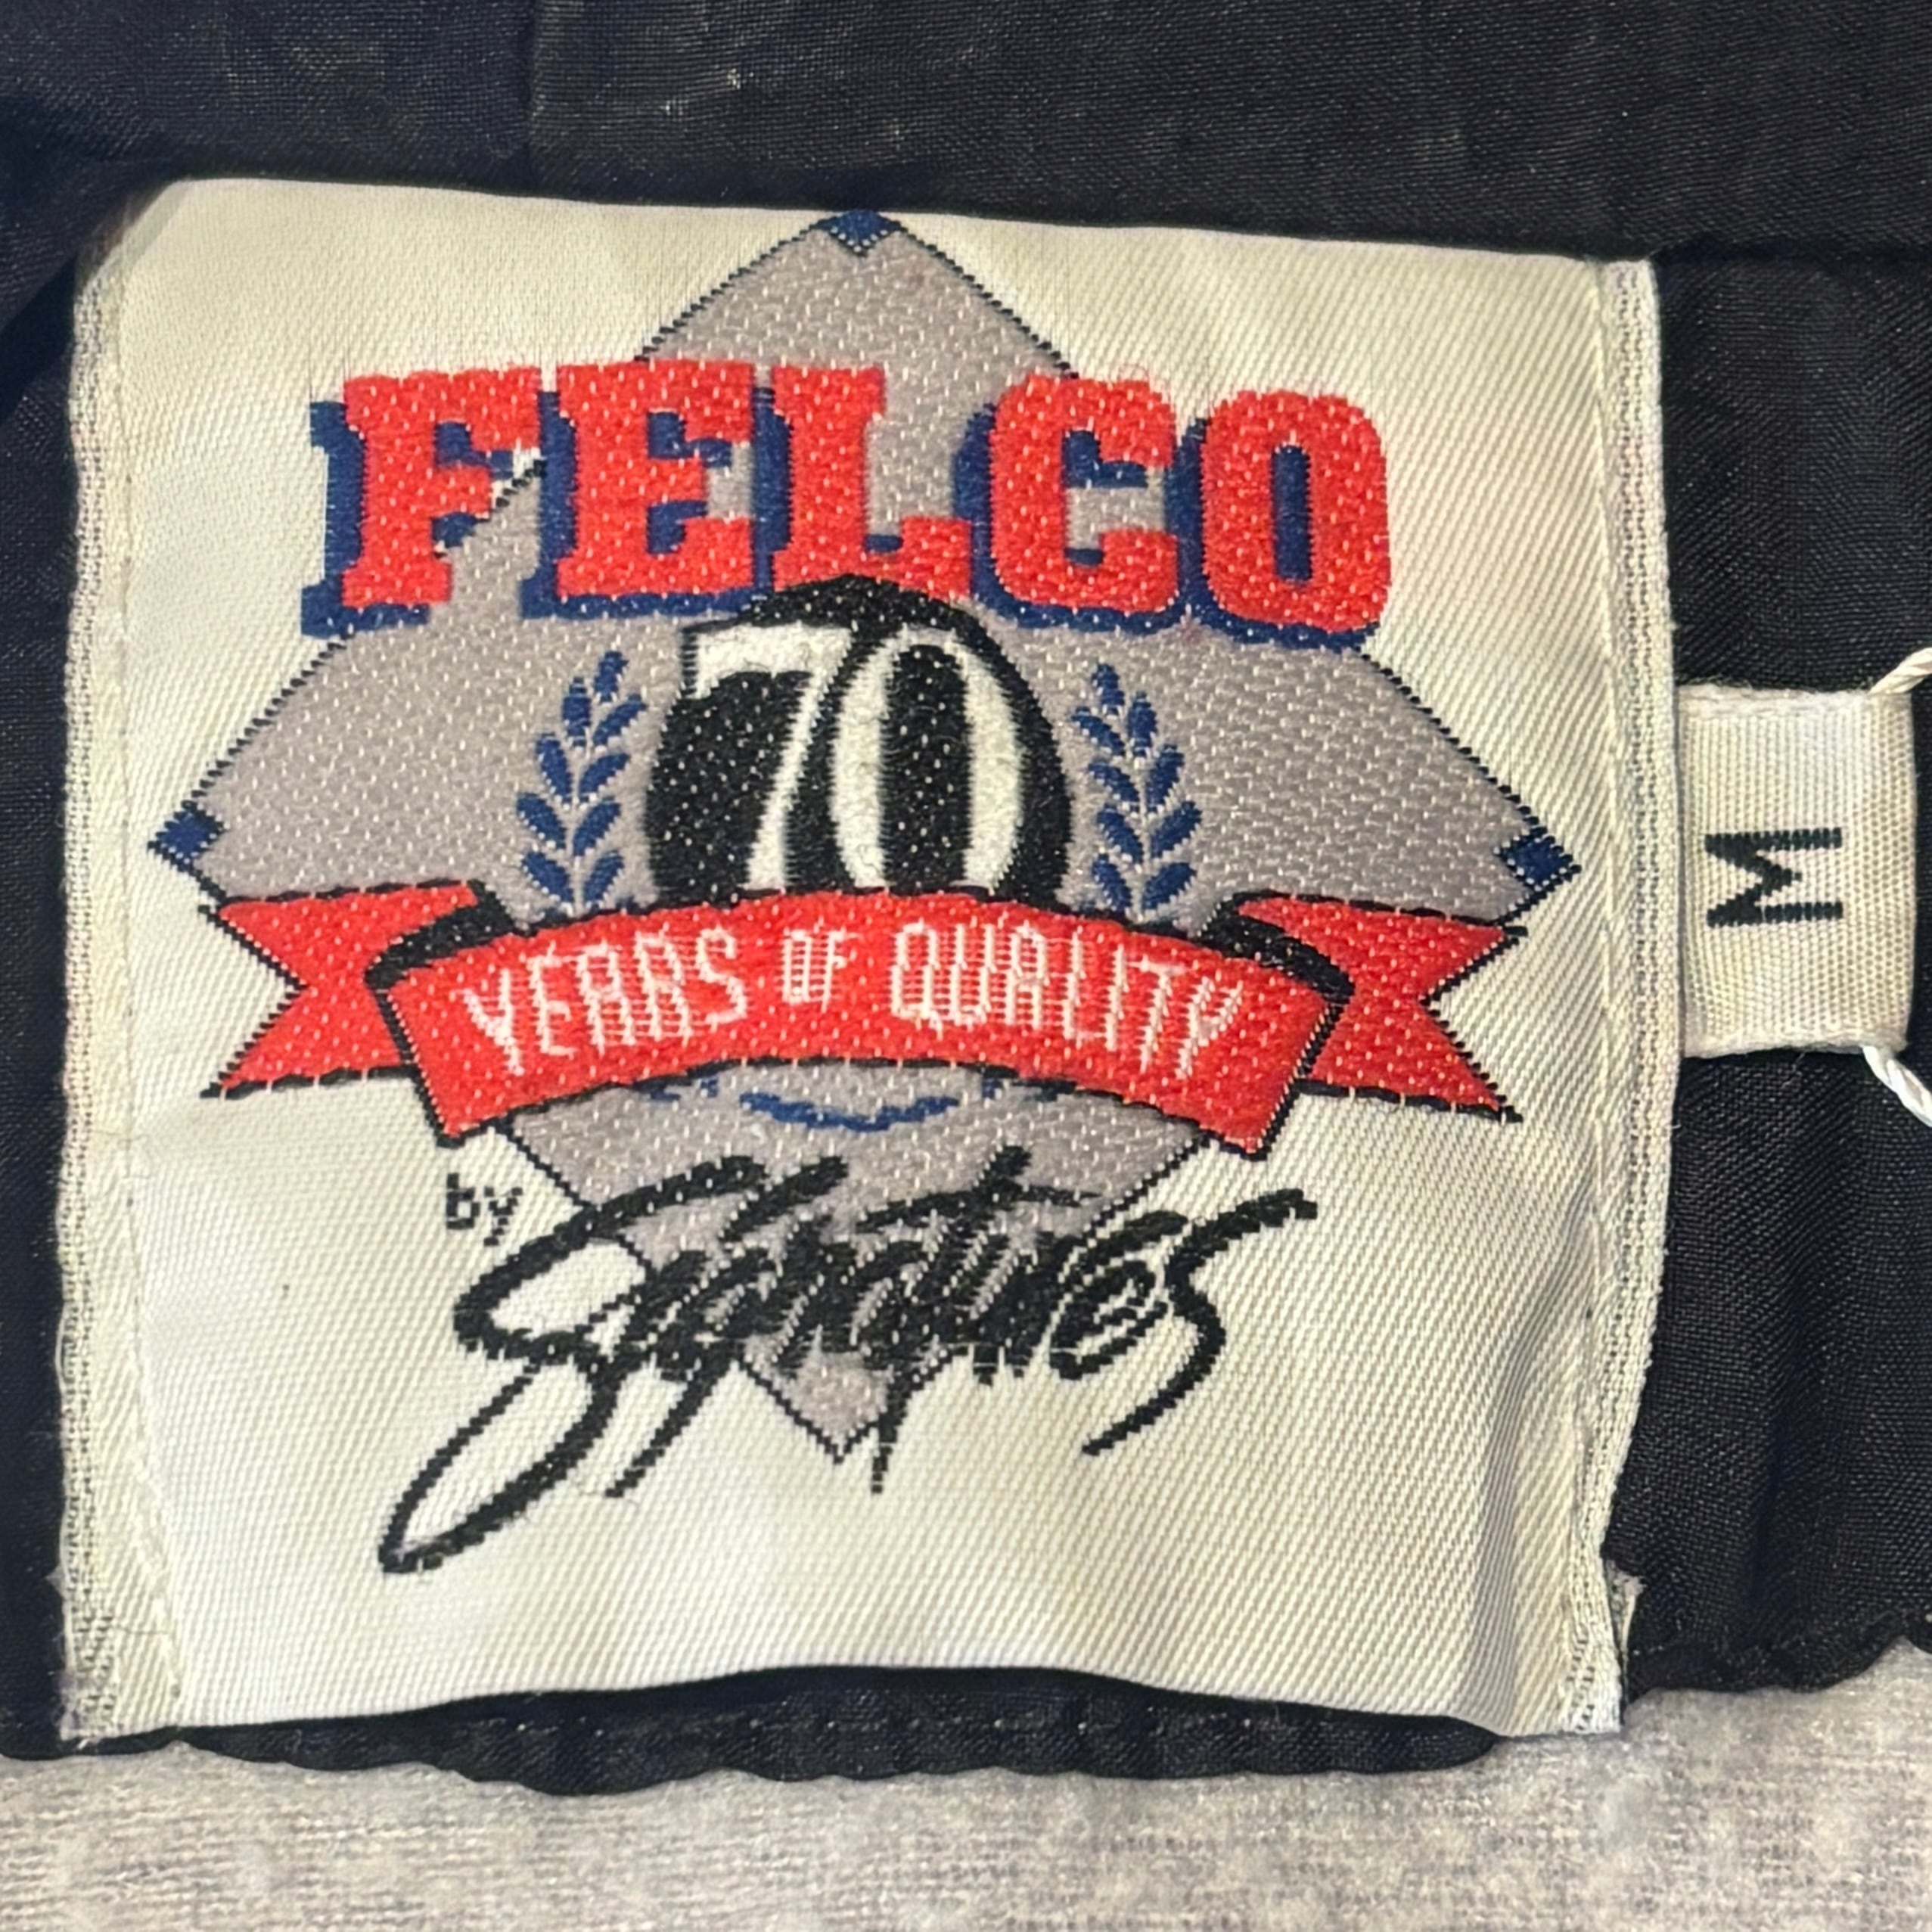 FELCO
70
YEARS OF QUALITY
by Signatures
M